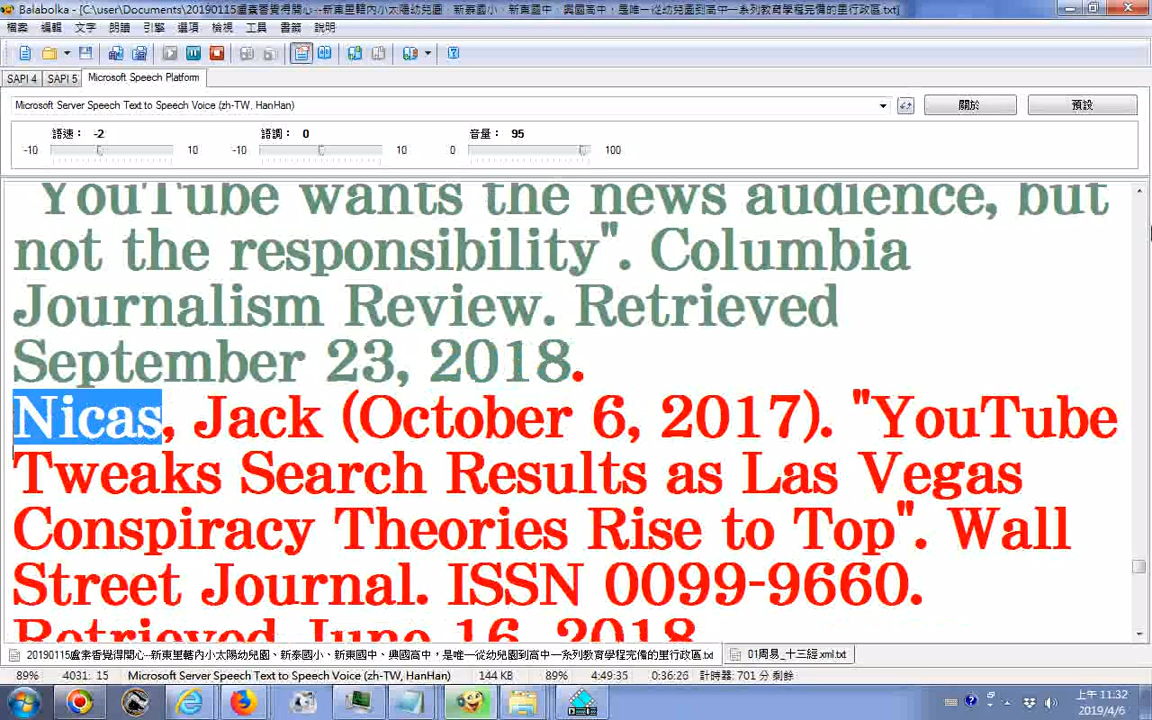 Balabolka - [C:\user\Documents\20190115盧索香覺得開心--新東里轄內小太陽幼兒園、新泰國小、新東國中、興國高中，是唯一從幼兒園到高中一系列教育學程完備的里行政區.txt]
檔案 編輯 文字 朗讀 引擎 選項 檢視 工具 書籤 說明
SAPI 4 SAPI 5 Microsoft Speech Platform
Microsoft Server Speech Text to Speech Voice (zh-TW, HanHan) 關於 預設
語速： -2 語調： 0 音量： 95
-10 10 -10 10 0 100
"YouTube wants the news audience, but
not the responsibility". Columbia
Journalism Review. Retrieved
September 23, 2018.
Nicas, Jack (October 6, 2017). "YouTube
Tweaks Search Results as Las Vegas
Conspiracy Theories Rise to Top". Wall
Street Journal. ISSN 0099-9660.
Retrieved June 16, 2018.
20190115盧索香覺得開心--新東里轄內小太陽幼兒園、新泰國小、新東國中、興國高中，是唯一從幼兒園到高中一系列教育學程完備的里行政區.txt 01周易_十三經.xml.txt
89% 4031: 15 Microsoft Server Speech Text to Speech Voice (zh-TW, HanHan) 144 KB 89% 4:49:35 0:36:26 計時器: 701 分 剩餘
上午 11:32
2019/4/6